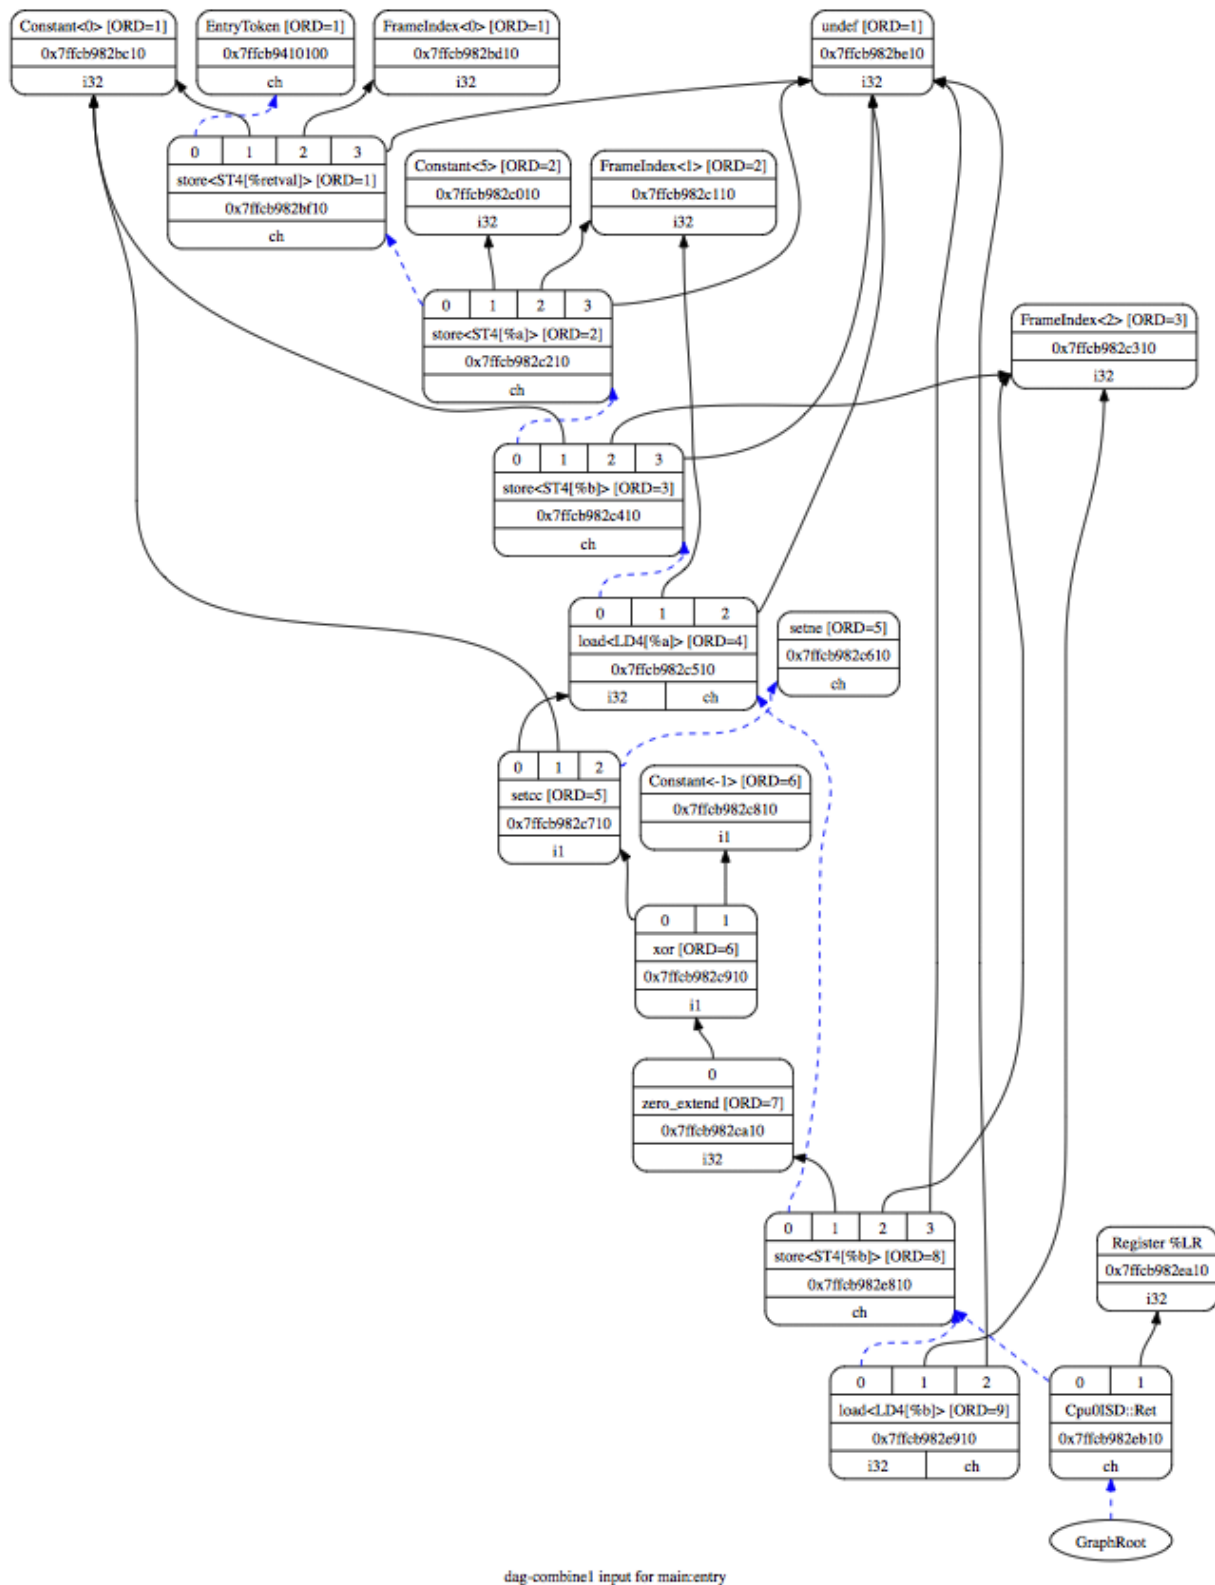 Constant<0> [ORD=1]
0x7ffcb982bc10
i32
EntryToken [ORD=1]
0x7ffcb9410100
ch
FrameIndex<0> [ORD=1]
0x7ffcb982bd10
i32
undef [ORD=1]
0x7ffcb982be10
i32
0 1 2 3
store<ST4[%retval]> [ORD=1]
0x7ffcb982bf10
ch
Constant<5> [ORD=2]
0x7ffcb982c010
i32
FrameIndex<1> [ORD=2]
0x7ffcb982c110
i32
0 1 2 3
store<ST4[%a]> [ORD=2]
0x7ffcb982c210
ch
FrameIndex<2> [ORD=3]
0x7ffcb982c310
i32
0 1 2 3
store<ST4[%b]> [ORD=3]
0x7ffcb982c410
ch
0 1 2
load<LD4[%a]> [ORD=4]
0x7ffcb982c510
i32 ch
setne [ORD=5]
0x7ffcb982c610
ch
0 1 2
setcc [ORD=5]
0x7ffcb982c710
i1
Constant<-1> [ORD=6]
0x7ffcb982c810
i1
0 1
xor [ORD=6]
0x7ffcb982c910
i1
0
zero_extend [ORD=7]
0x7ffcb982ca10
i32
0 1 2 3
store<ST4[%b]> [ORD=8]
0x7ffcb982e810
ch
Register %LR
0x7ffcb982ea10
i32
0 1 2
load<LD4[%b]> [ORD=9]
0x7ffcb982e910
i32 ch
0 1
Cpu0ISD::Ret
0x7ffcb982eb10
ch
GraphRoot
dag-combine1 input for main:entry